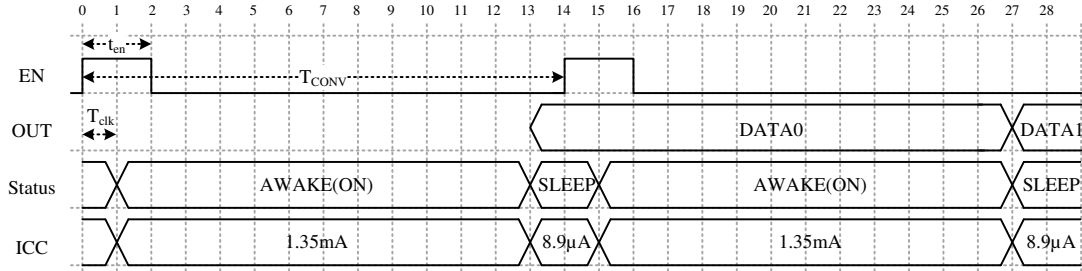 0 1 2 3 4 5 6 7 8 9 10 11 12 13 14 15 16 17 18 19 20 21 22 23 24 25 26 27 28
ten
EN
TCONV
Tclk
OUT
DATA0
DATA1
Status
AWAKE(ON)
SLEEP
AWAKE(ON)
SLEEP
ICC
1.35mA
8.9µA
1.35mA
8.9µA